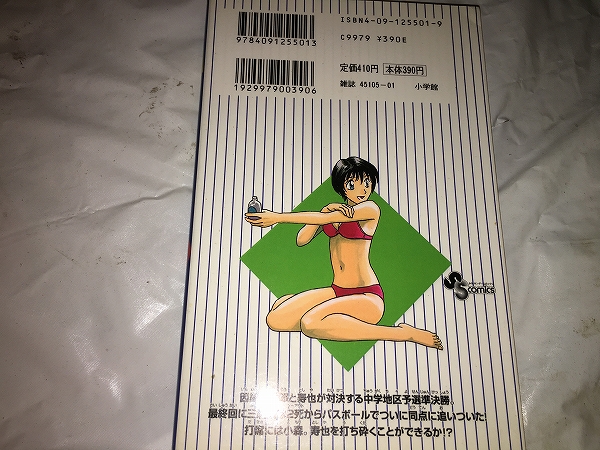 ISBN4-09-125501-9
9784091255013
C9979 ¥390E
定価410円 本体390円
1929979003906
雑誌 45105-01 小学館
SS comics
と寿也が対決する中学地区予選準決勝。
最終回に三 2死からパスボールでついに同点に追いついた!
打席には小森。寿也を打ち砕くことができるか!?